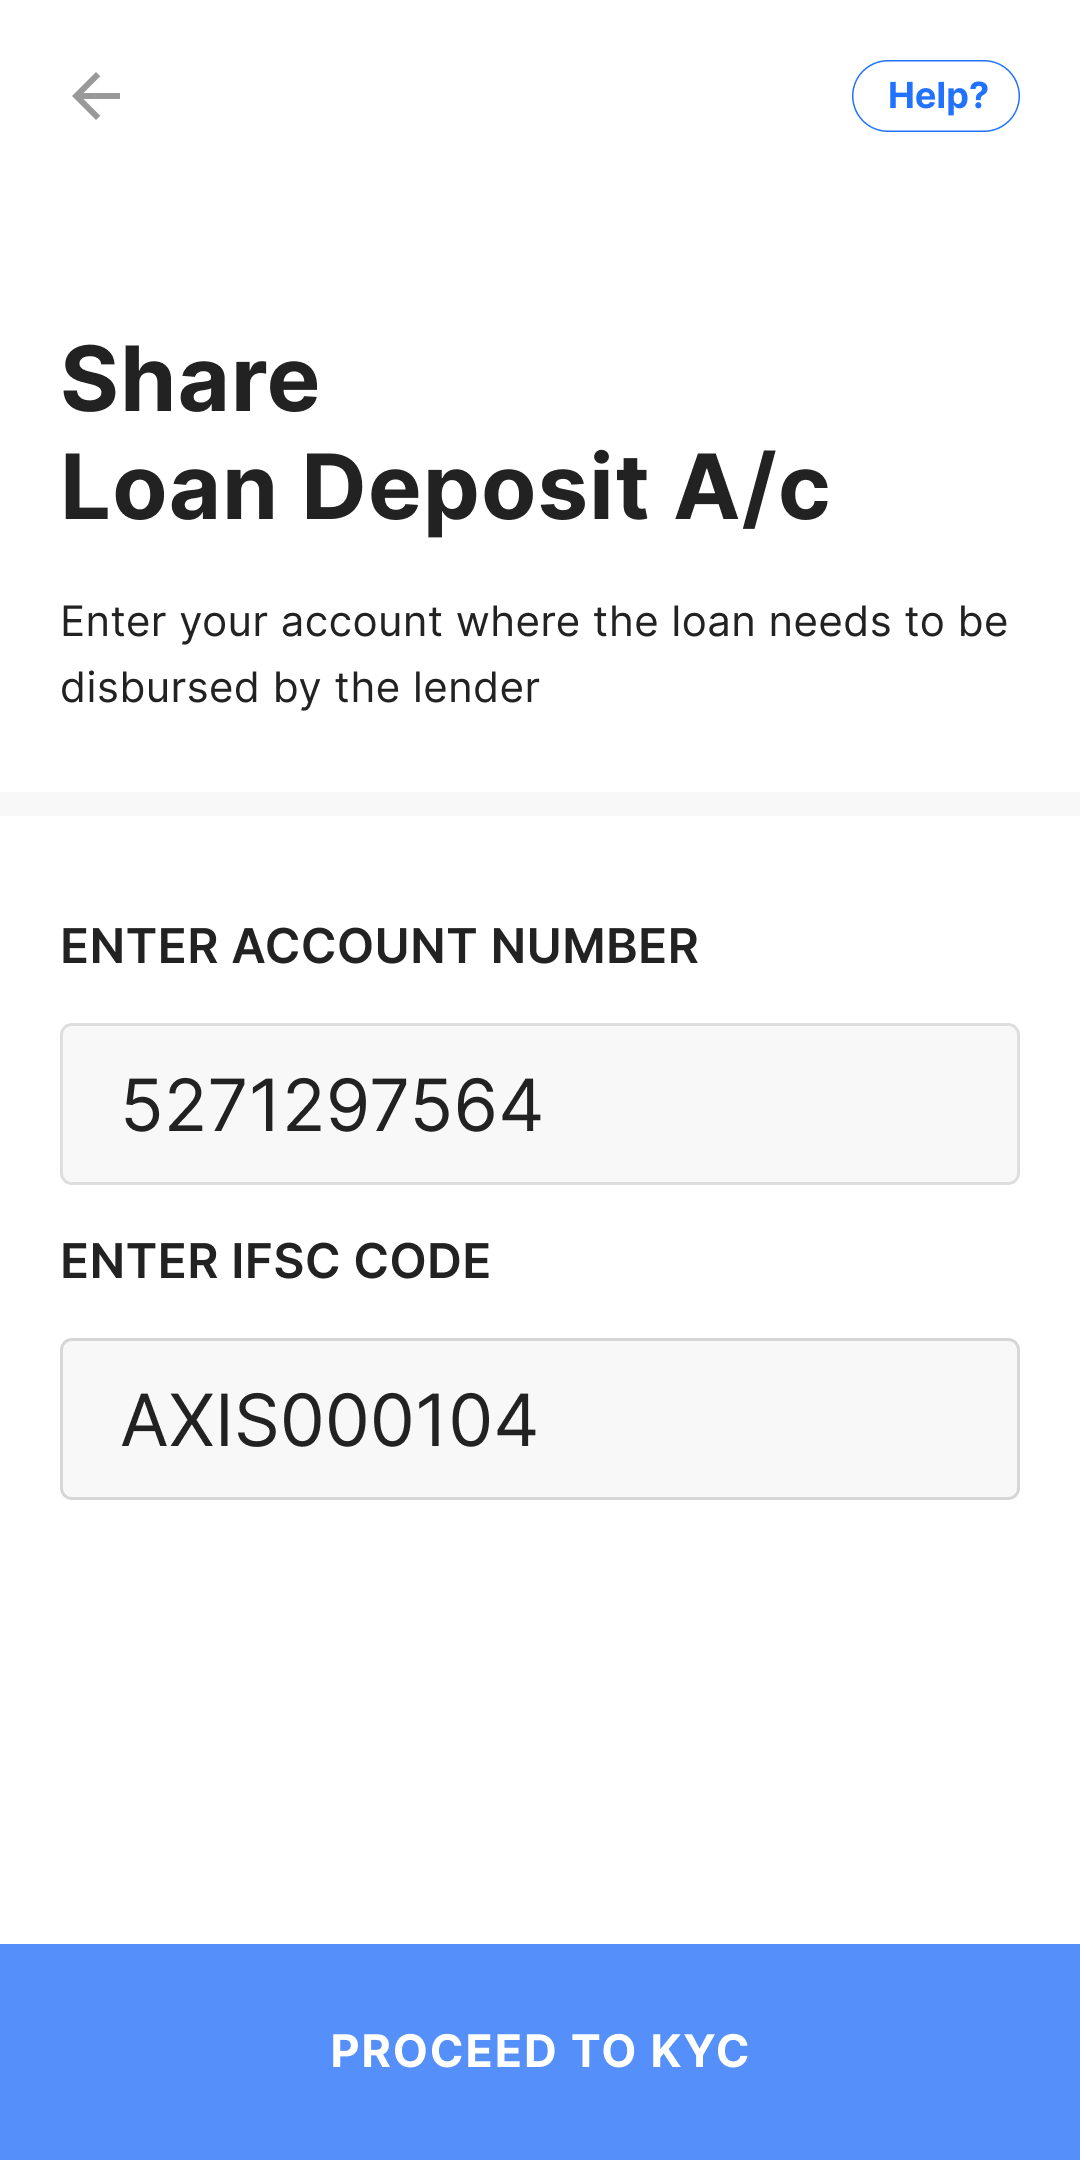 Help?
Share
Loan Deposit A/c
Enter your account where the loan needs to be
disbursed by the lender
ENTER ACCOUNT NUMBER
5271297564
ENTER IFSC CODE
AXIS000104
PROCEED TO KYC